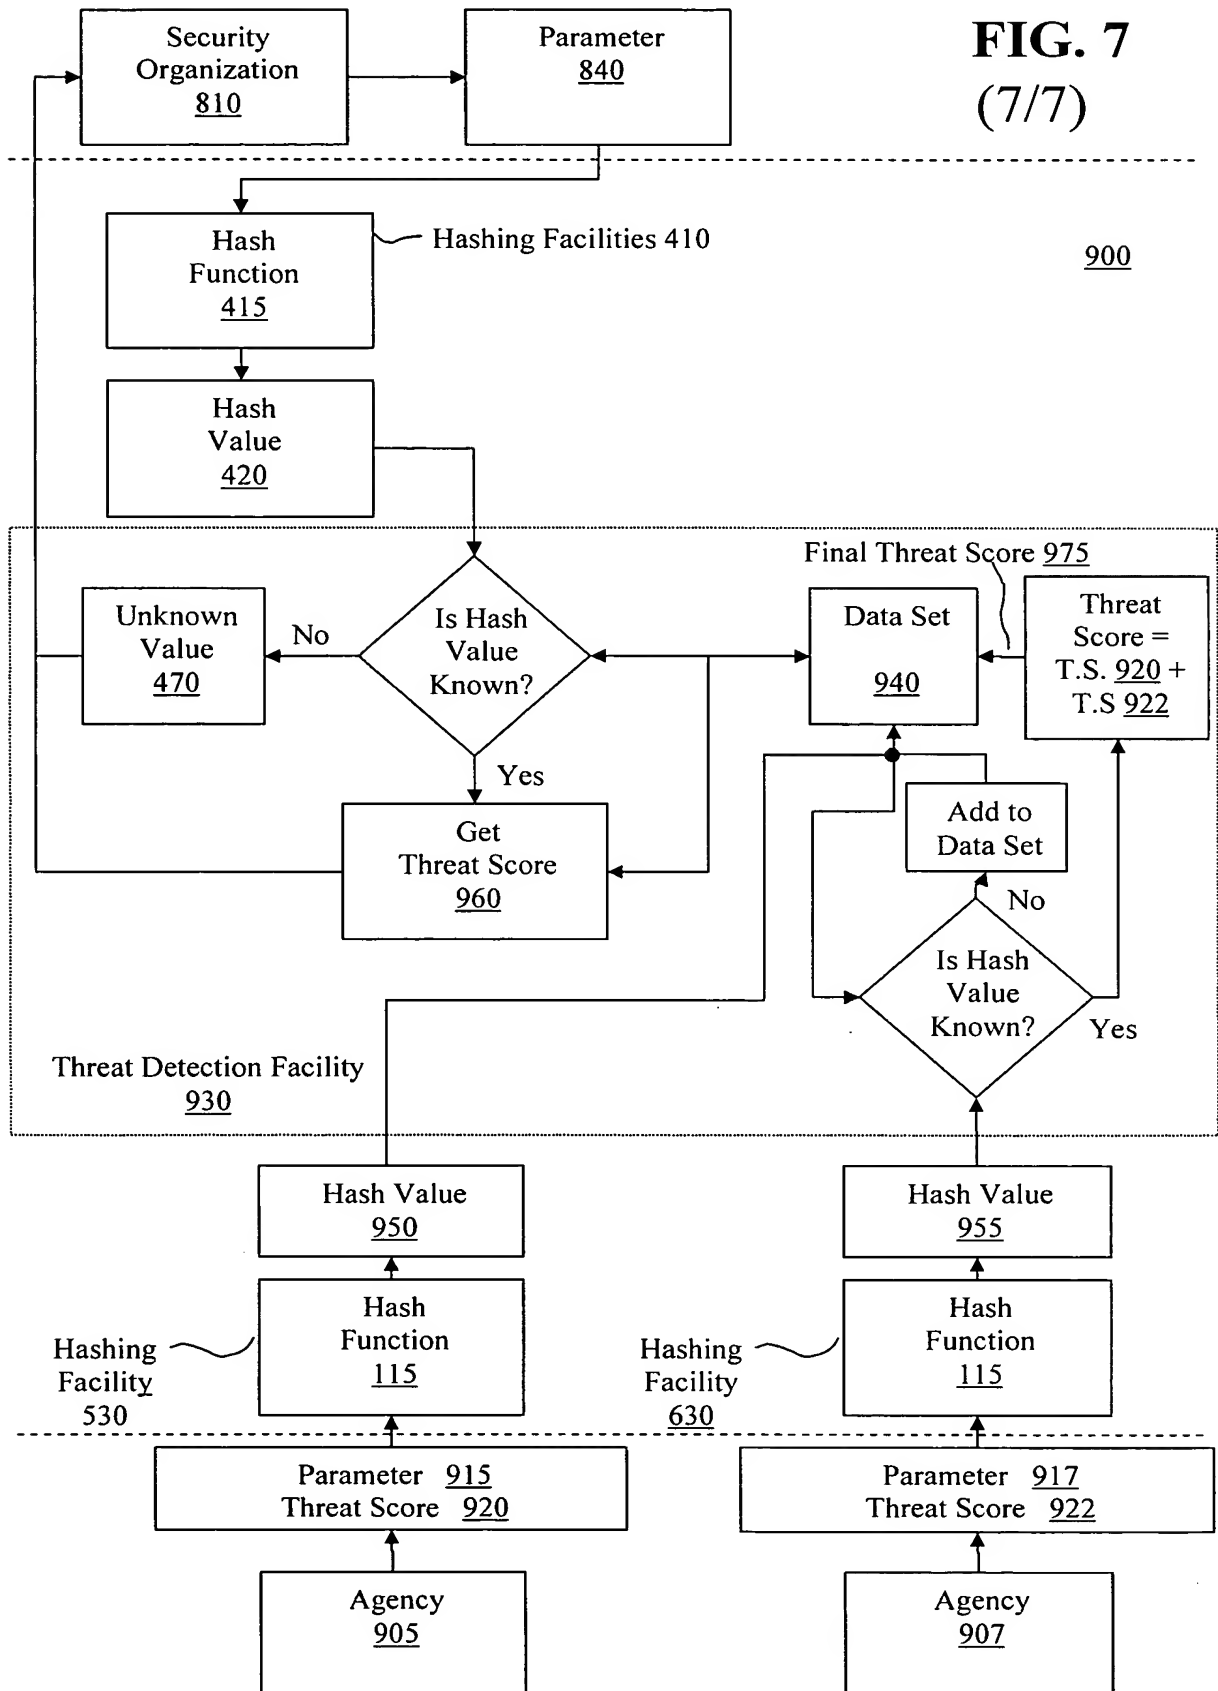 FIG. 7
(7/7)
Security
Organization
810
Parameter
840
Hash
Function
415
Hashing Facilities 410
900
Hash
Value
420
Final Threat Score 975
Unknown
Value
470
No
Is Hash
Value
Known?
Data Set
940
Threat
Score =
T.S. 920 +
T.S 922
Yes
Get
Threat Score
960
Add to
Data Set
No
Is Hash
Value
Known?
Yes
Threat Detection Facility
930
Hash Value
950
Hash Value
955
Hashing
Facility
530
Hash
Function
115
Hashing
Facility
630
Hash
Function
115
Parameter 915
Threat Score 920
Parameter 917
Threat Score 922
Agency
905
Agency
907